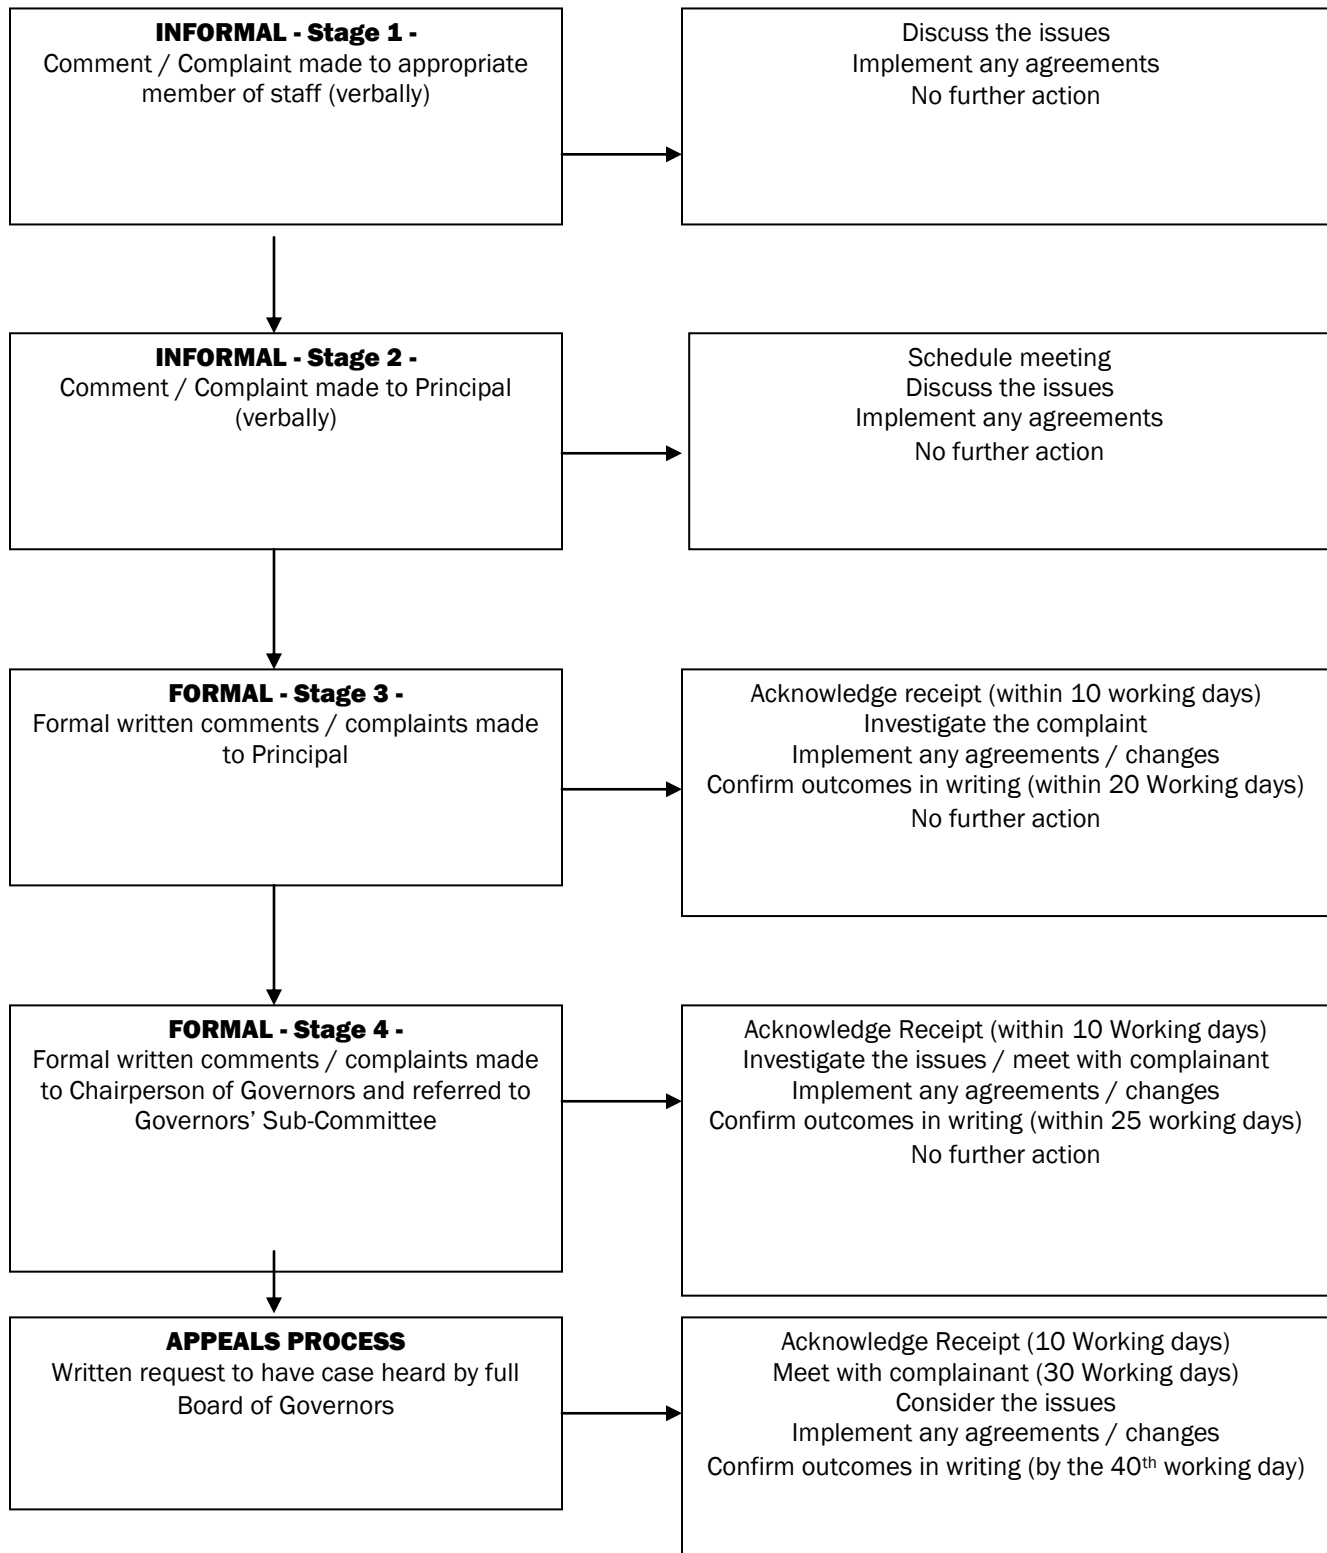 INFORMAL - Stage 1 -
Comment / Complaint made to appropriate
member of staff (verbally)
Discuss the issues
Implement any agreements
No further action
INFORMAL - Stage 2 -
Comment / Complaint made to Principal
(verbally)
Schedule meeting
Discuss the issues
Implement any agreements
No further action
FORMAL - Stage 3 -
Formal written comments / complaints made
to Principal
Acknowledge receipt (within 10 working days)
Investigate the complaint
Implement any agreements / changes
Confirm outcomes in writing (within 20 Working days)
No further action
FORMAL - Stage 4 -
Formal written comments / complaints made
to Chairperson of Governors and referred to
Governors’ Sub-Committee
Acknowledge Receipt (within 10 Working days)
Investigate the issues / meet with complainant
Implement any agreements / changes
Confirm outcomes in writing (within 25 working days)
No further action
APPEALS PROCESS
Written request to have case heard by full
Board of Governors
Acknowledge Receipt (10 Working days)
Meet with complainant (30 Working days)
Consider the issues
Implement any agreements / changes
Confirm outcomes in writing (by the 40th working day)